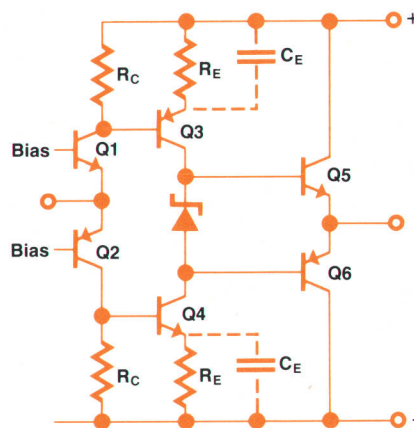 +
R_C
R_E
C_E
Q3
Bias
Q1
Q5
Bias
Q2
Q6
Q4
R_C
R_E
C_E
-